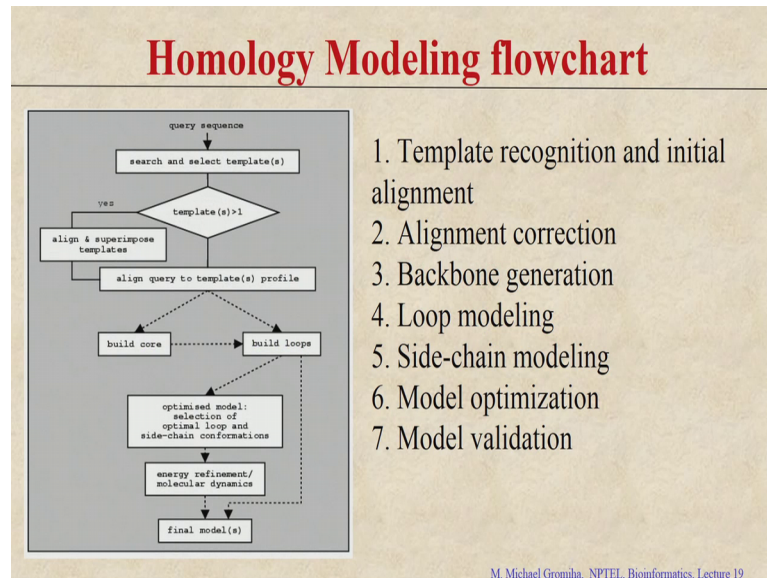 Homology Modeling flowchart
query sequence
search and select template(s)
template(s)>1
yes
align & superimpose
templates
align query to template(s) profile
build core
build loops
optimised model:
selection of
optimal loop and
side-chain conformations
energy refinement/
molecular dynamics
final model(s)
1. Template recognition and initial
alignment
2. Alignment correction
3. Backbone generation
4. Loop modeling
5. Side-chain modeling
6. Model optimization
7. Model validation
M. Michael Gromiha, NPTEL, Bioinformatics, Lecture 19